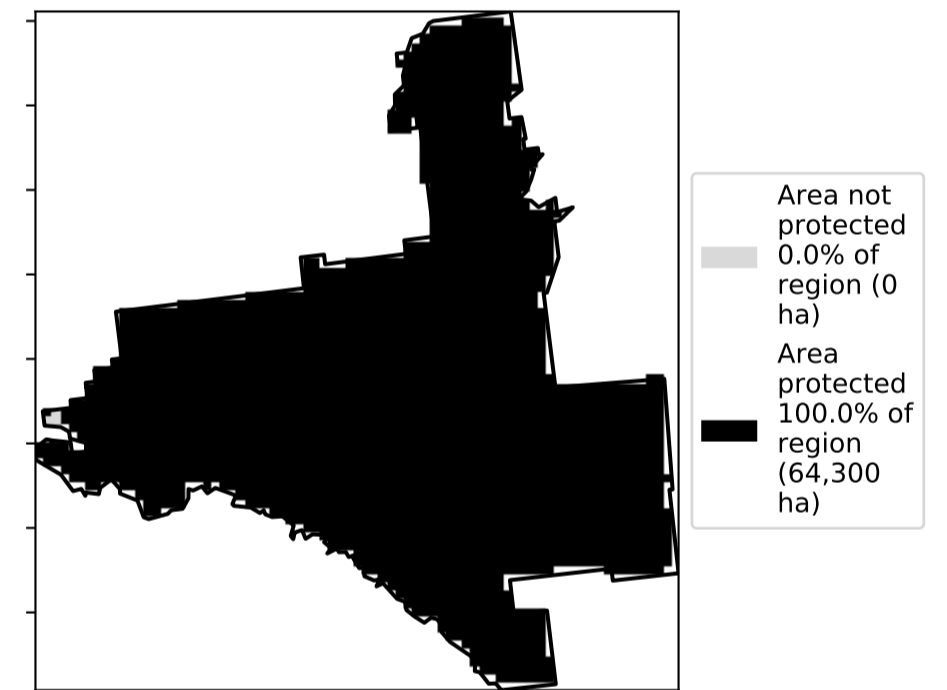 Area not
protected
0.0% of
region (0
ha)
Area
protected
100.0% of
region
(64,300
ha)